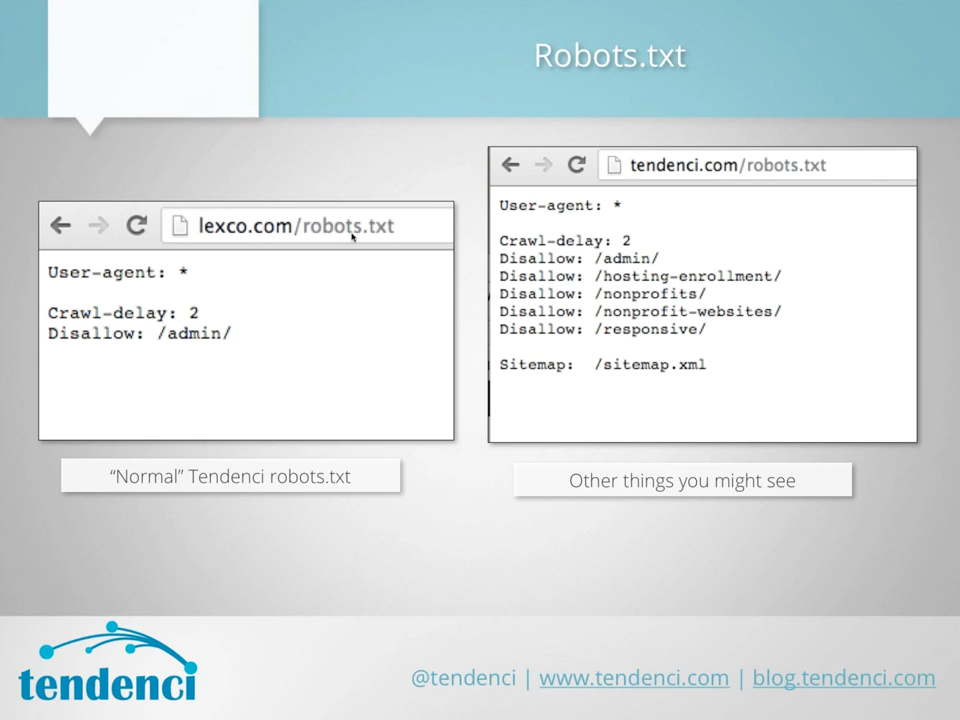 Robots.txt
lexco.com/robots.txt
User-agent: *
Crawl-delay: 2
Disallow: /admin/
“Normal” Tendenci robots.txt
tendenci.com/robots.txt
User-agent: *
Crawl-delay: 2
Disallow: /admin/
Disallow: /hosting-enrollment/
Disallow: /nonprofits/
Disallow: /nonprofit-websites/
Disallow: /responsive/
Sitemap: /sitemap.xml
Other things you might see
tendenci
@tendenci | www.tendenci.com | blog.tendenci.com